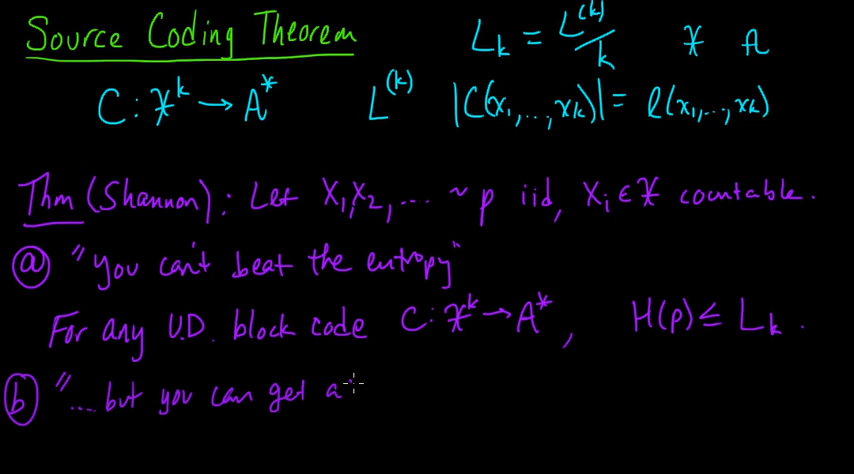 Source Coding Theorem
L_k = L^(k)/k   𝒳   A
C : 𝒳^k → A^*   L^(k)   |C(x_1,...,x_k)| = l(x_1,...,x_k)
Thm (Shannon): Let X_1, X_2, .... ~ p iid, X_i ∈ 𝒳 countable.
(a) "You can't beat the entropy"
For any U.D. block code C : 𝒳^k → A^*, H(p) ≤ L_k .
(b) "....but you can get a